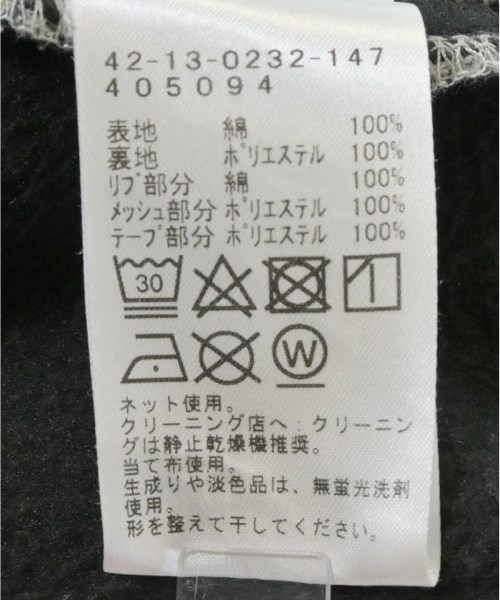 42-13-0232-147
405094
表地 綿 100%
裏地 ポリエステル 100%
リブ部分 綿 100%
メッシュ部分 ポリエステル 100%
テープ部分 ポリエステル 100%
30
W
ネット使用。
クリーニング店へ:クリーニン
グは静止乾燥機推奨。
当て布使用。
生成りや淡色品は、無蛍光洗剤
使用。
形を整えて干してください。